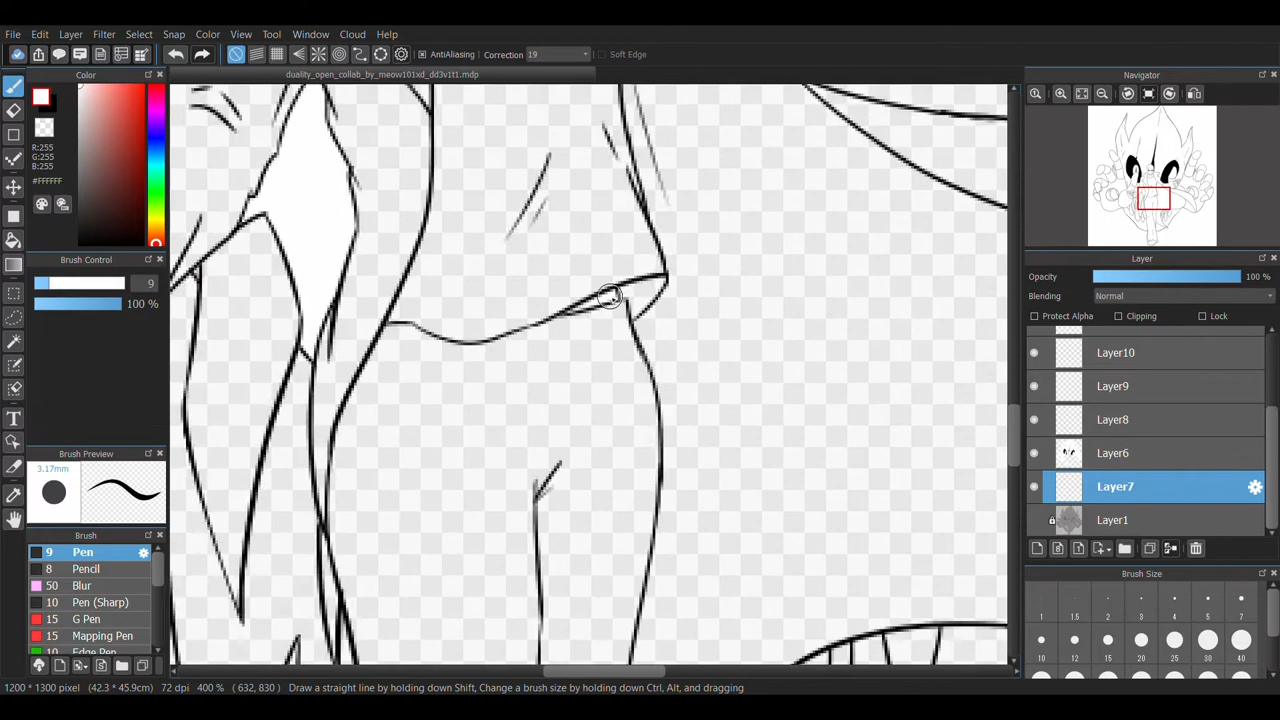 File Edit Layer Filter Select Snap Color View Tool Window Cloud Help
AntiAliasing Correction 19 Soft Edge
duality_open_collab_by_meow101xd_dd3v1t1.mdp
Color
R:255
G:255
B:255
#FFFFFF
Brush Control
9
100 %
Brush Preview
3.17mm
Brush
9 Pen
8 Pencil
50 Blur
10 Pen (Sharp)
15 G Pen
15 Mapping Pen
10 Edge Pen
Navigator
Layer
Opacity 100 %
Blending Normal
Protect Alpha Clipping Lock
Layer10
Layer9
Layer8
Layer6
Layer7
Layer1
Brush Size
1 1.5 2 3 4 5 7
10 12 15 20 25 30 40
1200 * 1300 pixel (42.3 * 45.9cm) 72 dpi 400 % ( 632, 830 ) Draw a straight line by holding down Shift, Change a brush size by holding down Ctrl, Alt, and dragging